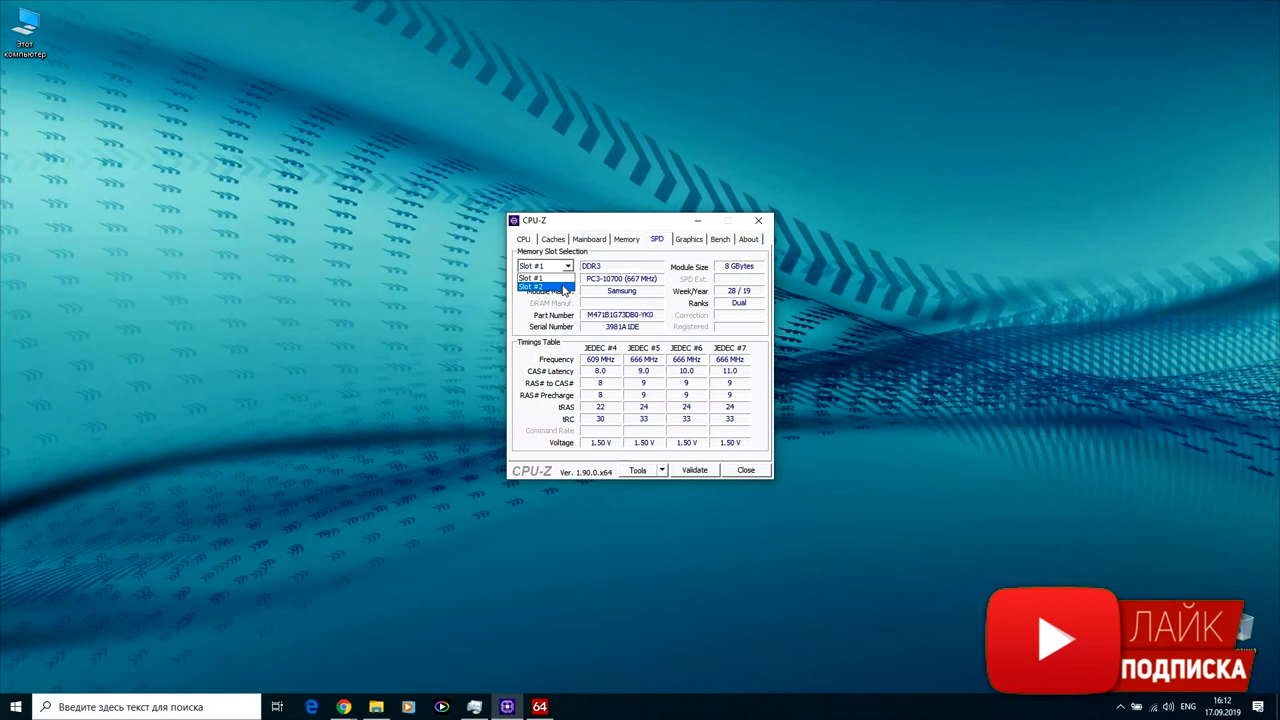 Этот
компьютер
CPU-Z
CPU Caches Mainboard Memory SPD Graphics Bench About
Memory Slot Selection
Slot #1 DDR3 Module Size 8 GBytes
Slot #1 PC3-10700 (667 MHz) SPD Ext.
Slot #2
Samsung Week/Year 28 / 19
DRAM Manuf. Ranks Dual
Part Number M471B1G73DB0-YK0 Correction
Serial Number 3981A1DE Registered
Timings Table
JEDEC #4 JEDEC #5 JEDEC #6 JEDEC #7
Frequency 609 MHz 666 MHz 666 MHz 666 MHz
CAS# Latency 8.0 9.0 10.0 11.0
RAS# to CAS# 8 9 9 9
RAS# Precharge 8 9 9 9
tRAS 22 24 24 24
tRC 30 33 33 33
Command Rate
Voltage 1.50 V 1.50 V 1.50 V 1.50 V
CPU-Z Ver. 1.90.0.x64 Tools Validate Close
ЛАЙК
ПОДПИСКА
Введите здесь текст для поиска
64
ENG
16:12
17.09.2019